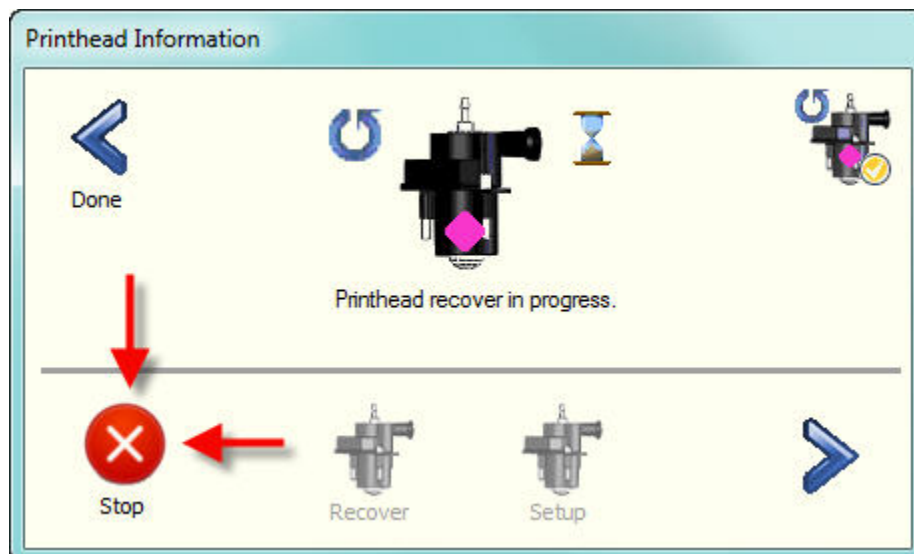 Printhead Information
Done
Printhead recover in progress.
Stop
Recover
Setup